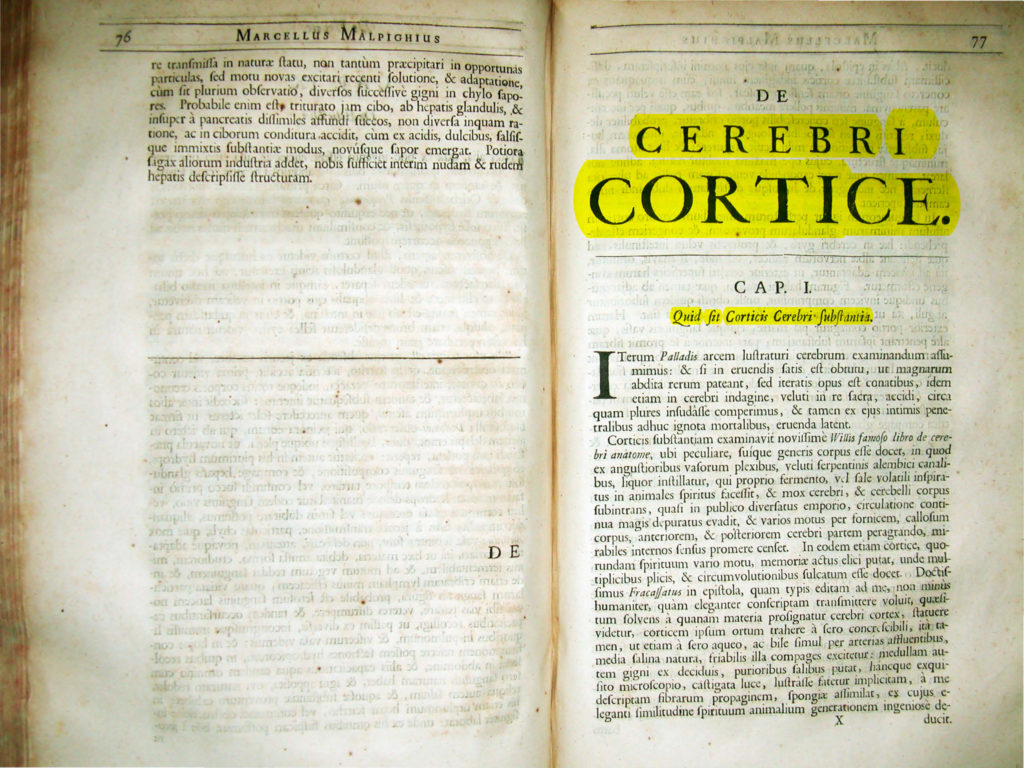 76
MARCELLUS MALPIGHIUS
re tranſmiſſa in naturæ ſtatu, non tantùm præcipitari in opportunas
particulas, ſed motu novas excitari recenti ſolutione, & adaptatione,
cùm ſit plurium obſervatio, diverſos ſucceſſivè gigni in chylo ſapo-
res. Probabile enim eſt, triturato jam cibo, ab hepatis glandulis, &
inſuper à pancreatis diſſimiles affundi ſuccos, non diverſa inquam ra-
tione, ac in ciborum conditura accidit, cùm ex acidis, dulcibus, falſiſ-
que immixtis ſubſtantiæ modus, novúſque ſapor emergat. Potiora
ſagax aliorum induſtria addet, nobis ſufficiet interim nudam & rudem
hepatis deſcripſiſſe ſtructuram.
DE
77
DE
CEREBRI
CORTICE.
CAP. I.
Quid ſit Corticis Cerebri ſubſtantia.
ITerum Palladis arcem luſtraturi cerebrum examinandum aſſu-
mimus: & ſi in eruendis ſatis eſt obtutu, ut magnarum
abdita rerum pateant, ſed iteratis opus eſt conatibus, idem
etiam in cerebri indagine, veluti in re ſacra, accidi, circa
quam plures inſudâſſe comperimus, & tamen ex ejus intimis pene-
tralibus adhuc ignota mortalibus, eruenda latent.
Corticis ſubſtantiam examinavit noviſſimè Willis famoſo libro de cere-
bri anatome, ubi peculiare, ſuíque generis corpus eſſe docet, in quod
ex anguſtioribus vaſorum plexibus, veluti ſerpentinis alembici canali-
bus, liquor inſtillatur, qui proprio fermento, vel ſale volatili inſpira-
tus in animales ſpiritus faceſſit, & mox cerebri, & cerebelli corpus
ſubintrans, quaſi in publico diverſatus emporio, circulatione conti-
nua magis depuratus evadit, & varios motus per fornicem, calloſum
corpus, anteriorem, & poſteriorem cerebri partem peragrando, mi-
rabiles internos ſenſus promere cenſet. In eodem etiam cortice, quo-
rundam ſpirituum vario motu, memoriæ actus elici putat, unde mul-
tiplicibus plicis, & circumvolutionibus ſulcatum eſſe docet. Doctiſ-
ſimus Fracaſſatus in epiſtola, quam typis editam ad me, non minùs
humaniter, quàm eleganter conſcriptam tranſmittere voluit, quæſi-
tum ſolvens à quanam materia proſignatur cerebri cortex, ſtatuere
videtur, corticem ipſum ortum trahere à ſero concreſcibili, ità ta-
men, ut etiam à ſero aqueo, ac bile ſimul per arterias affluentibus,
media ſalina natura, friabilis illa compages excitetur: medullam au-
tem gigni ex deciduis, purioribus ſalibus putat, hancque exqui-
ſito microſcopio, caſtigata luce, luſtrâſſe fatetur implicitam, à me
deſcriptam fibrarum propaginem, ſpongiæ aſſimilat, ex cujus e-
leganti ſimilitudine ſpirituum animalium generationem ingenioſe de-
X
ducit.